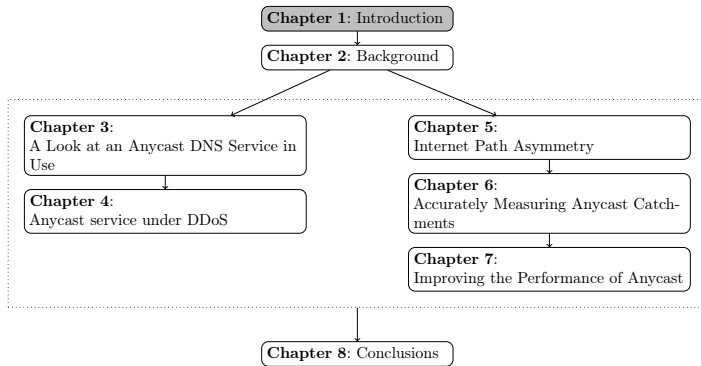 Chapter 1: Introduction
Chapter 2: Background
Chapter 3:
A Look at an Anycast DNS Service in
Use
Chapter 4:
Anycast service under DDoS
Chapter 5:
Internet Path Asymmetry
Chapter 6:
Accurately Measuring Anycast Catch-
ments
Chapter 7:
Improving the Performance of Anycast
Chapter 8: Conclusions